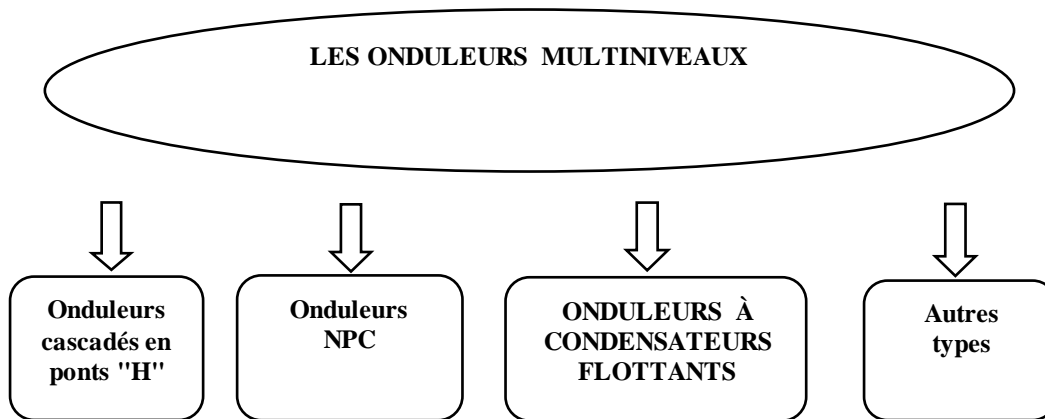 LES ONDULEURS MULTINIVEAUX
Onduleurs
cascadés en
ponts "H"
Onduleurs
NPC
ONDULEURS À
CONDENSATEURS
FLOTTANTS
Autres
types